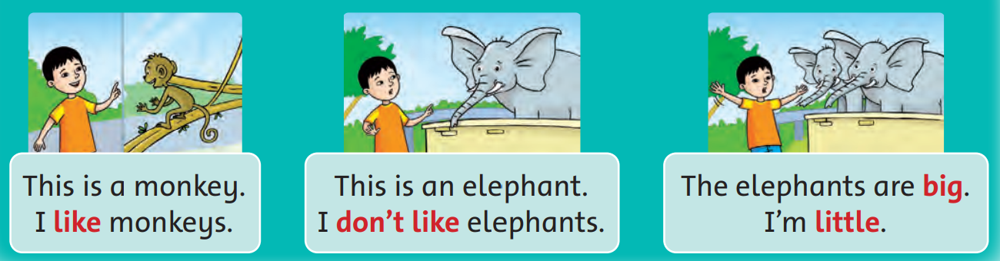 This is a monkey.
I like monkeys.
This is an elephant.
I don't like elephants.
The elephants are big.
I'm little.